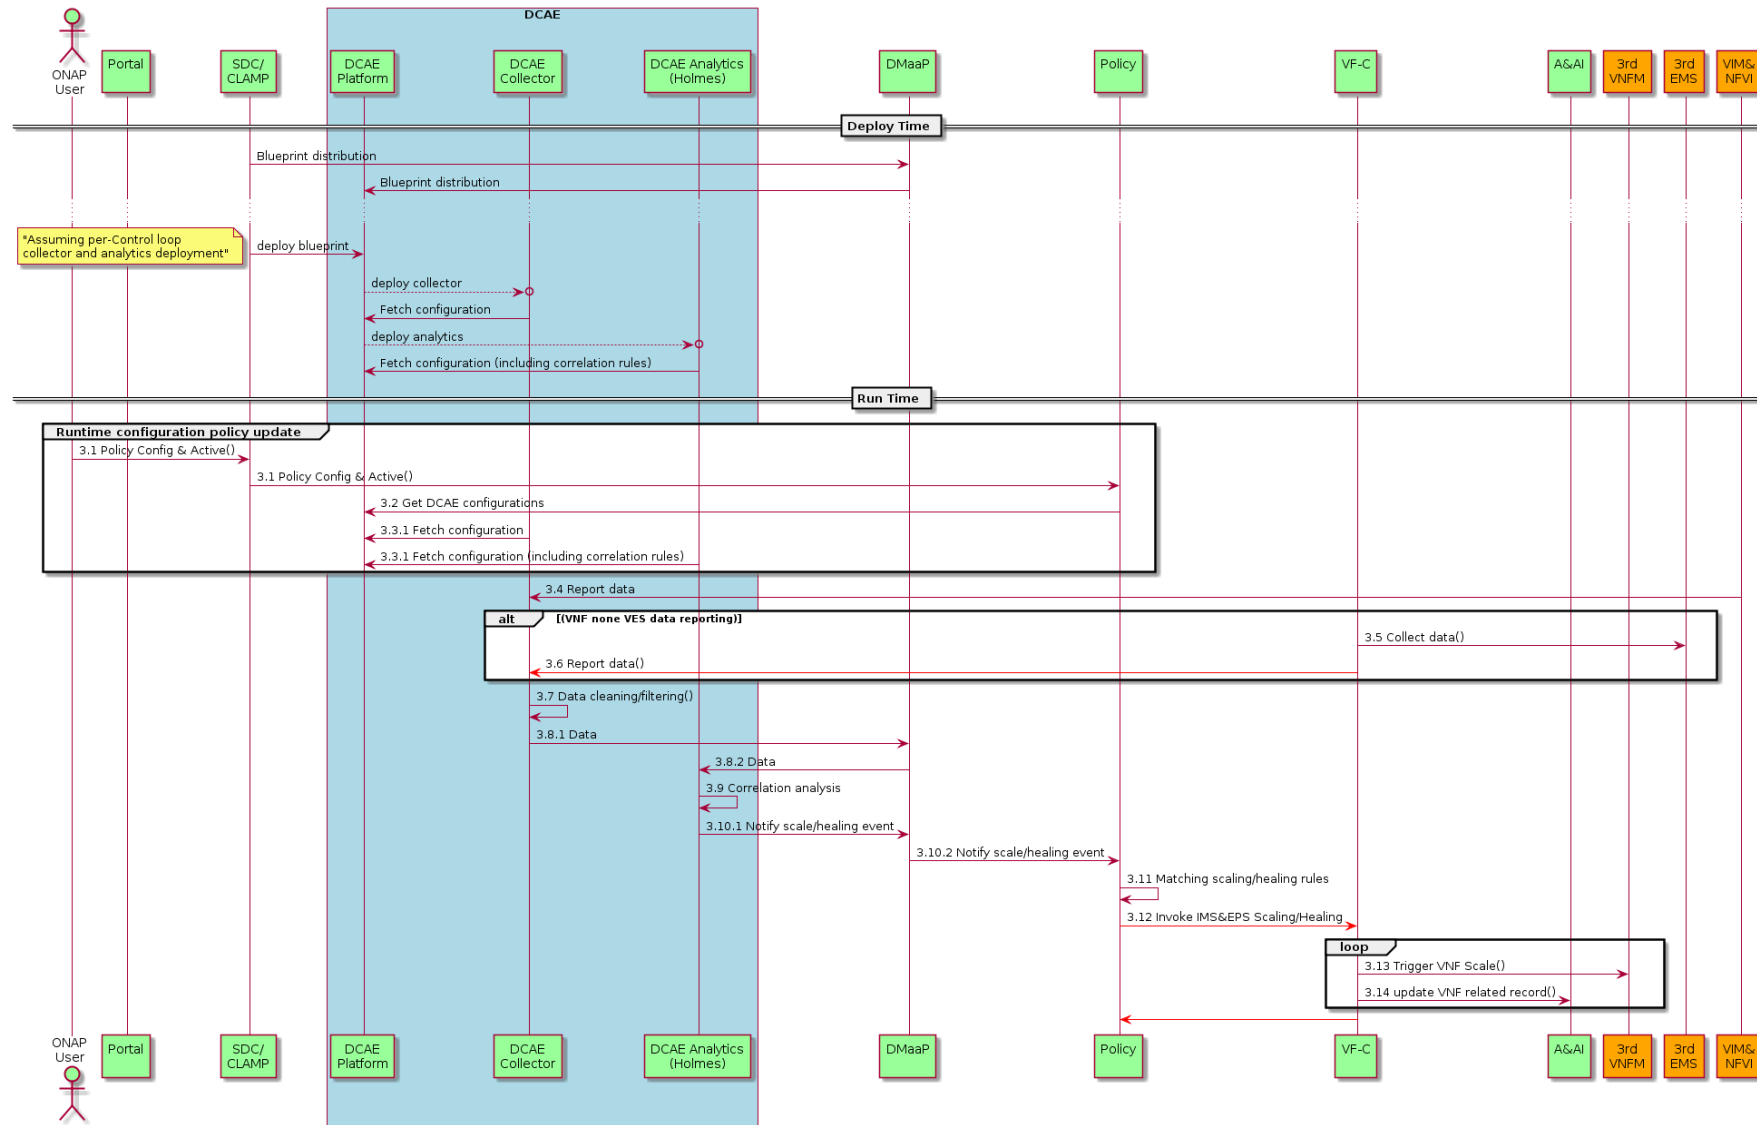 DCAE
ONAP
User
Portal
SDC/
CLAMP
DCAE
Platform
DCAE
Collector
DCAE Analytics
(Holmes)
DMaaP
Policy
VF-C
A&AI
3rd
VNFM
3rd
EMS
VIM&
NFVI
Deploy Time
Blueprint distribution
Blueprint distribution
"Assuming per-Control loop
collector and analytics deployment"
deploy blueprint
deploy collector
Fetch configuration
deploy analytics
Fetch configuration (including correlation rules)
Run Time
Runtime configuration policy update
3.1 Policy Config & Active()
3.1 Policy Config & Active()
3.2 Get DCAE configurations
3.3.1 Fetch configuration
3.3.1 Fetch configuration (including correlation rules)
3.4 Report data
alt [(VNF none VES data reporting)]
3.5 Collect data()
3.6 Report data()
3.7 Data cleaning/filtering()
3.8.1 Data
3.8.2 Data
3.9 Correlation analysis
3.10.1 Notify scale/healing event
3.10.2 Notify scale/healing event
3.11 Matching scaling/healing rules
3.12 Invoke IMS&EPS Scaling/Healing
loop
3.13 Trigger VNF Scale()
3.14 update VNF related record()
ONAP
User
Portal
SDC/
CLAMP
DCAE
Platform
DCAE
Collector
DCAE Analytics
(Holmes)
DMaaP
Policy
VF-C
A&AI
3rd
VNFM
3rd
EMS
VIM&
NFVI